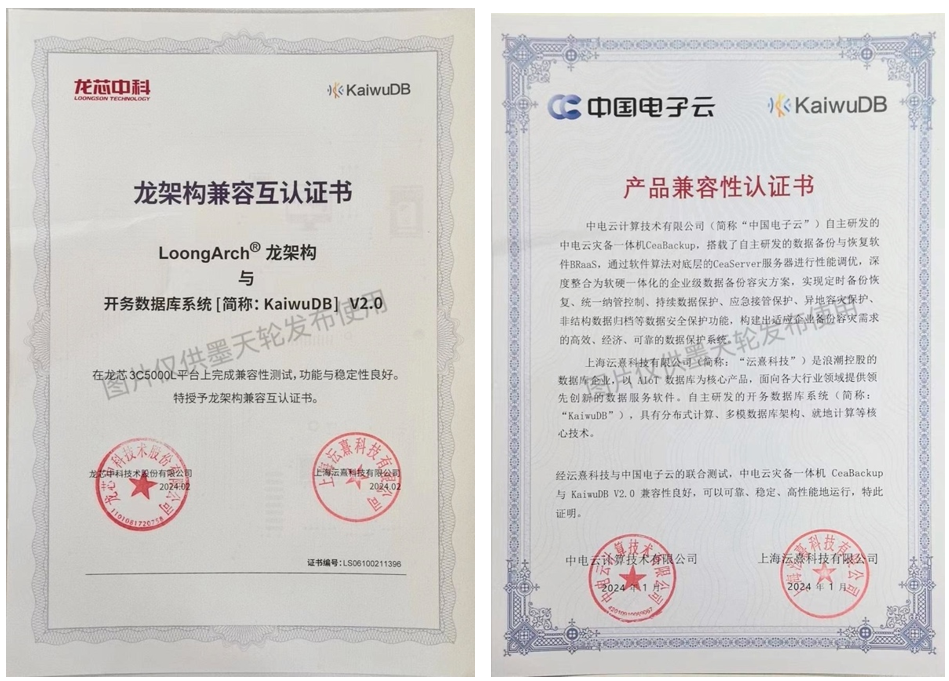 龙芯中科
LOONGSON TECHNOLOGY
KaiwuDB
龙架构兼容互认证书
LoongArch® 龙架构
与
开务数据库系统 [简称: KaiwuDB] V2.0
在龙芯 3C5000L平台上完成兼容性测试，功能与稳定性良好。
特授予龙架构兼容互认证书。
龙芯中科技术股份有限公司
2024.02
上海沄熹科技有限公司
2024.02
证书编号: LS06100211396
图片仅供墨天轮发布使用
中国电子云
KaiwuDB
产品兼容性认证书
中电云计算技术有限公司（简称“中国电子云”）自主研发的
中电云灾备一体机CeaBackup，搭载了自主研发的数据备份与恢复软
件BRaaS，通过软件算法对底层的CeaServer服务器进行性能调优，深
度整合为软硬一体化的企业级数据备份容灾方案，实现定时备份恢
复、统一纳管控制、持续数据保护、应急接管保护、异地容灾保护、
非结构数据归档等数据安全保护功能，构建出适应企业备份容灾需求
的高效、经济、可靠的数据保护系统。
上海沄熹科技有限公司（简称：“沄熹科技”）是浪潮控股的
数据库企业，以 AIoT 数据库为核心产品，面向各大行业领域提供领
先创新的数据服务软件。自主研发的开务数据库系统（简称：
“KaiwuDB”），具有分布式计算、多模数据库架构、就地计算等核
心技术。
经沄熹科技与中国电子云的联合测试，中电云灾备一体机 CeaBackup
与 KaiwuDB V2.0 兼容性良好，可以可靠、稳定、高性能地运行，特此
证明。
中电云计算技术有限公司
2024 年 1 月
上海沄熹科技有限公司
2024 年 1 月
图片仅供墨天轮发布使用